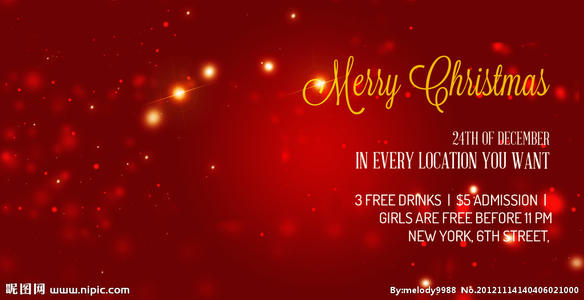 Merry Christmas
24TH OF DECEMBER
IN EVERY LOCATION YOU WANT
3 FREE DRINKS | $5 ADMISSION |
GIRLS ARE FREE BEFORE 11 PM
NEW YORK, 6TH STREET,
昵图网 www.nipic.com
By:melody9988 No.20121114140406021000